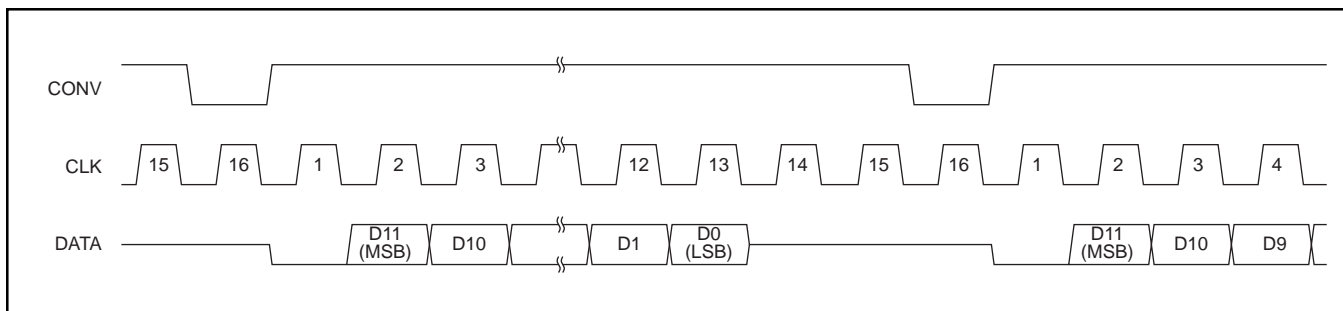 CONV
CLK 15 16 1 2 3 12 13 14 15 16 1 2 3 4
DATA D11 (MSB) D10 D1 D0 (LSB) D11 (MSB) D10 D9